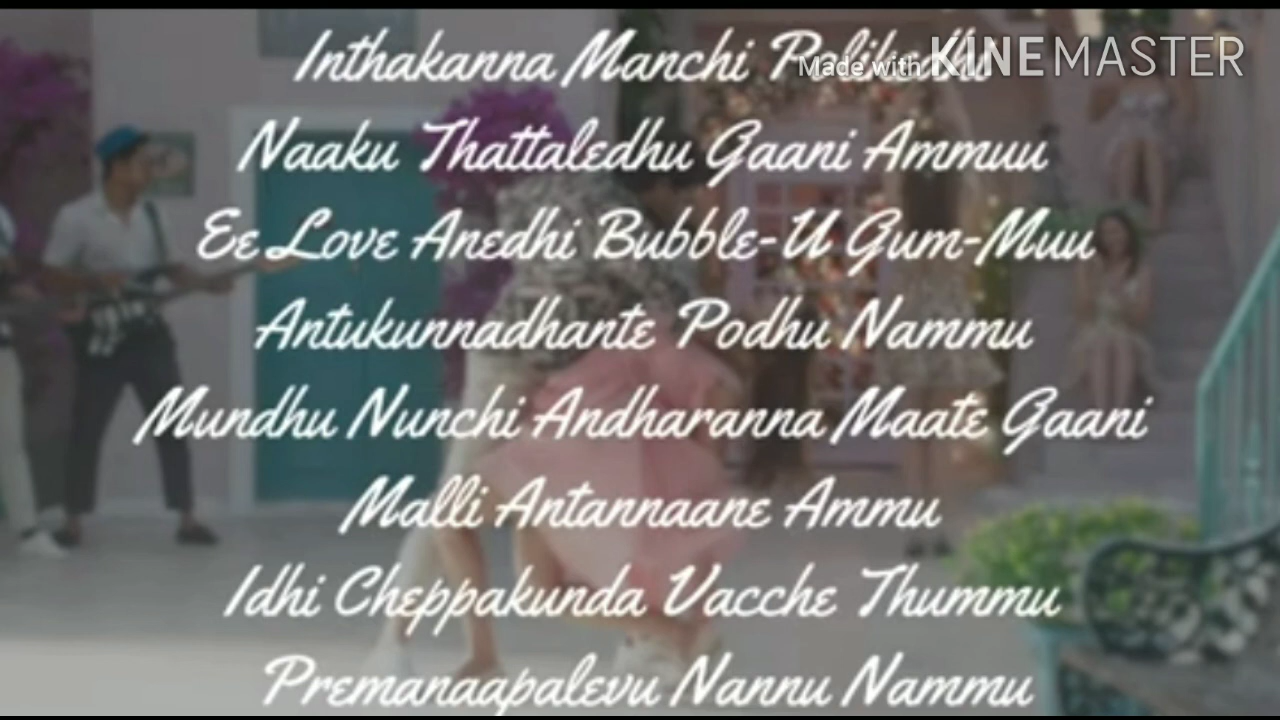 Inthakanna Manchi Polikedhi
Made with KINEMASTER
Naaku Thattaledhu Gaani Ammuu
Ee Love Anedhi Bubble-U Gum-Muu
Antukunnadhante Podhu Nammu
Mundhu Nunchi Andharanna Maate Gaani
Malli Antannaane Ammu
Idhi Cheppakunda Vacche Thummu
Premanaapalevu Nannu Nammu